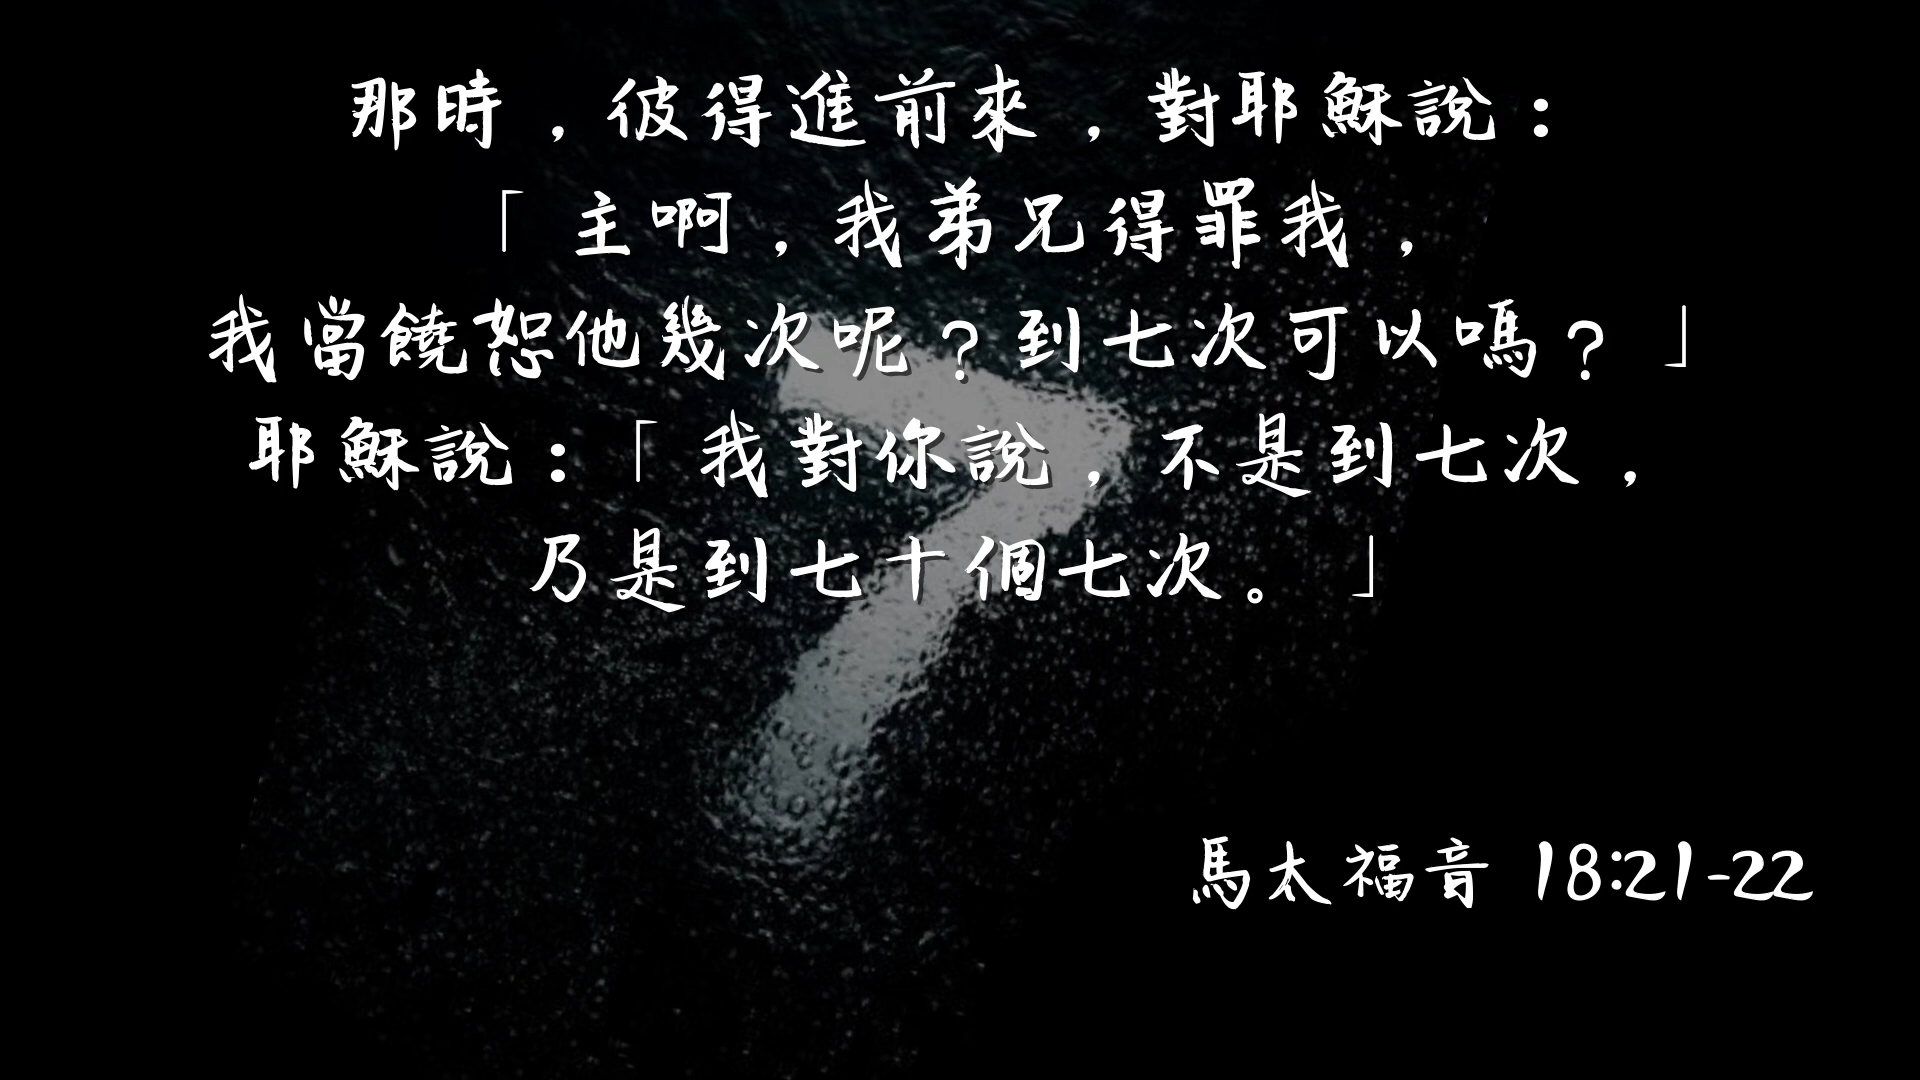 那時，彼得進前來，對耶穌說：
「主啊，我弟兄得罪我，
我當饒恕他幾次呢？到七次可以嗎？」
耶穌說：「我對你說，不是到七次，
乃是到七十個七次。」
7
馬太福音 18:21-22